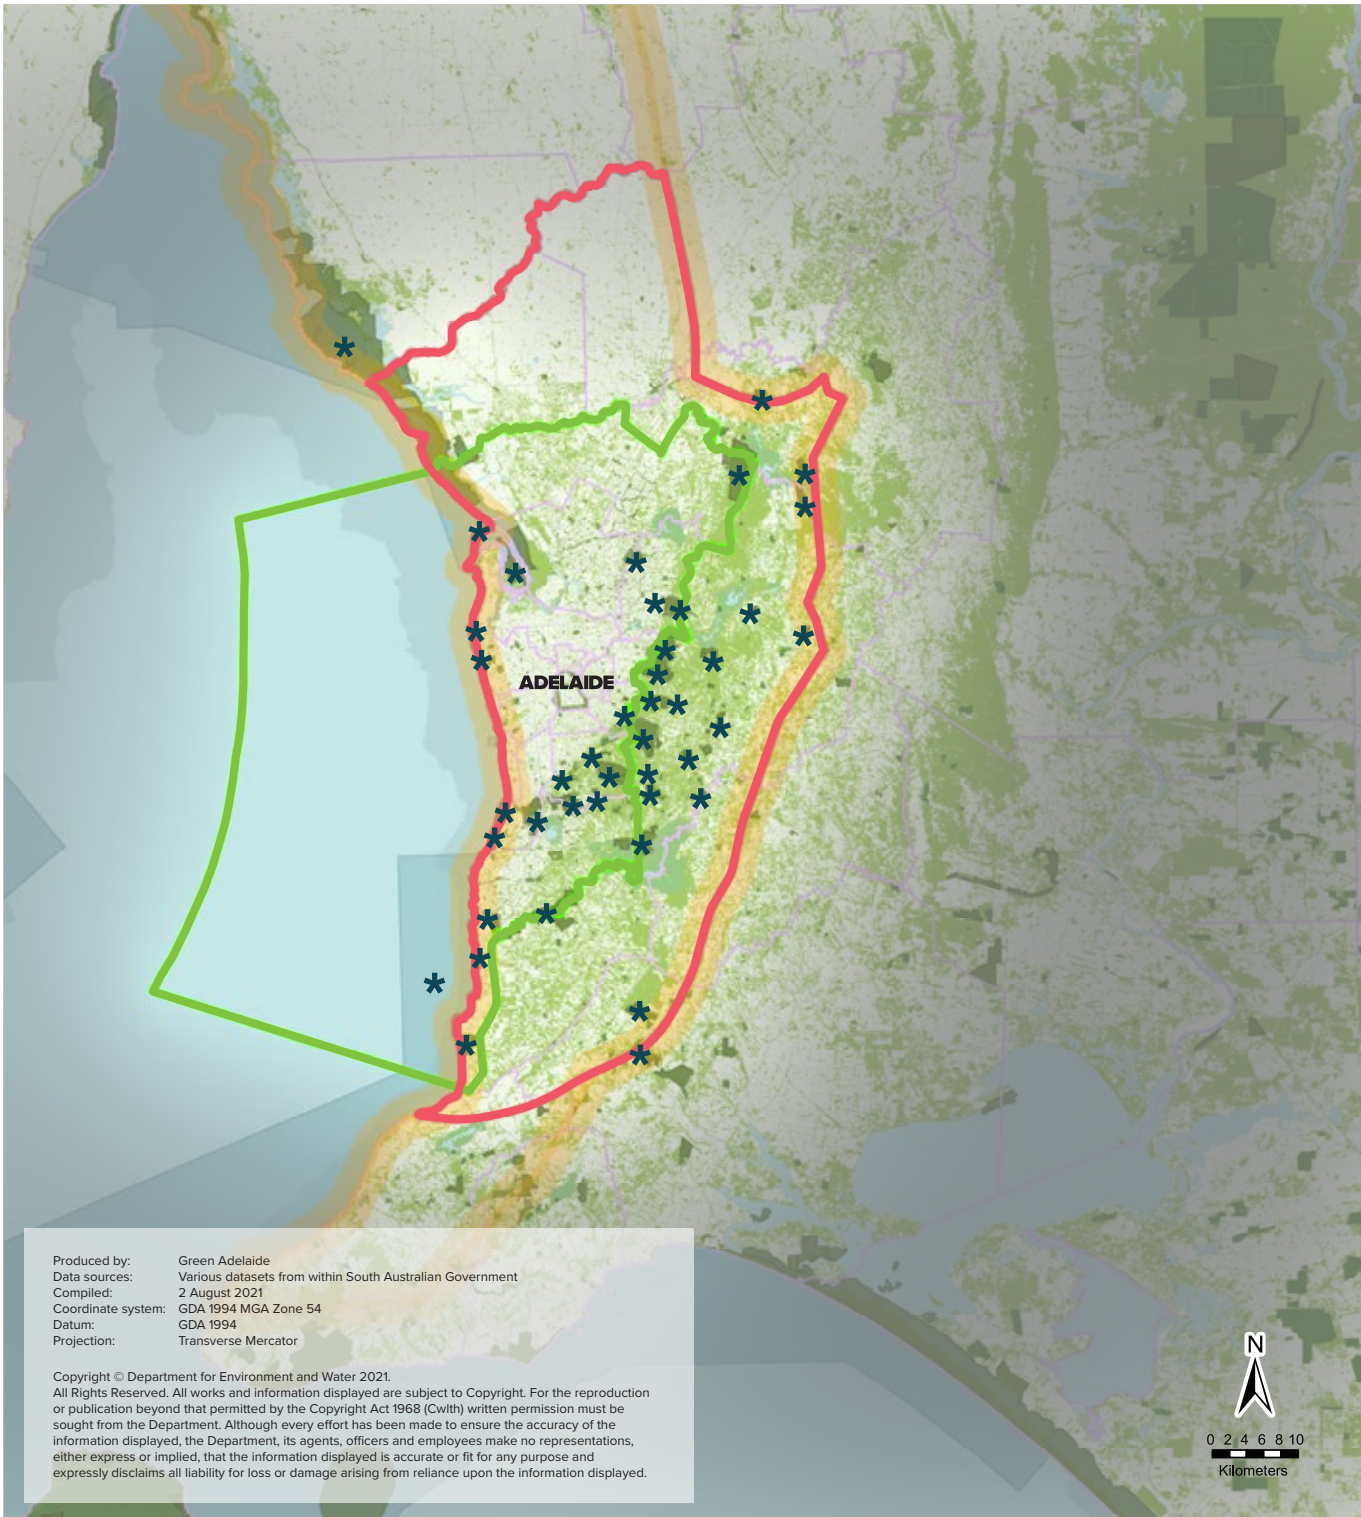 ADELAIDE
Produced by: Green Adelaide
Data sources: Various datasets from within South Australian Government
Compiled: 2 August 2021
Coordinate system: GDA 1994 MGA Zone 54
Datum: GDA 1994
Projection: Transverse Mercator
Copyright © Department for Environment and Water 2021.
All Rights Reserved. All works and information displayed are subject to Copyright. For the reproduction
or publication beyond that permitted by the Copyright Act 1968 (Cwlth) written permission must be
sought from the Department. Although every effort has been made to ensure the accuracy of the
information displayed, the Department, its agents, officers and employees make no representations,
either express or implied, that the information displayed is accurate or fit for any purpose and
expressly disclaims all liability for loss or damage arising from reliance upon the information displayed.
N
0 2 4 6 8 10
Kilometers